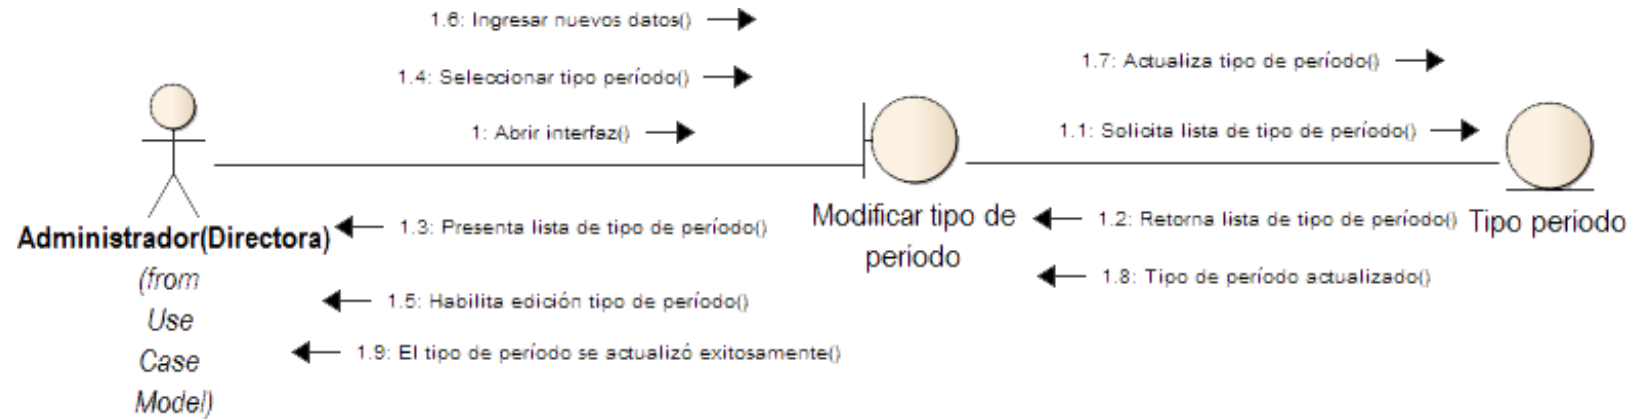 1.6: Ingresar nuevos datos()
1.4: Seleccionar tipo período()
1.7: Actualiza tipo de período()
1: Abrir interfaz()
1.1: Solicita lista de tipo de período()
Administrador(Directora)
(from
Use
Case
Model)
1.3: Presenta lista de tipo de período()
Modificar tipo de
período
1.2: Retorna lista de tipo de período()
Tipo período
1.8: Tipo de período actualizado()
1.5: Habilita edición tipo de período()
1.9: El tipo de período se actualizó exitosamente()